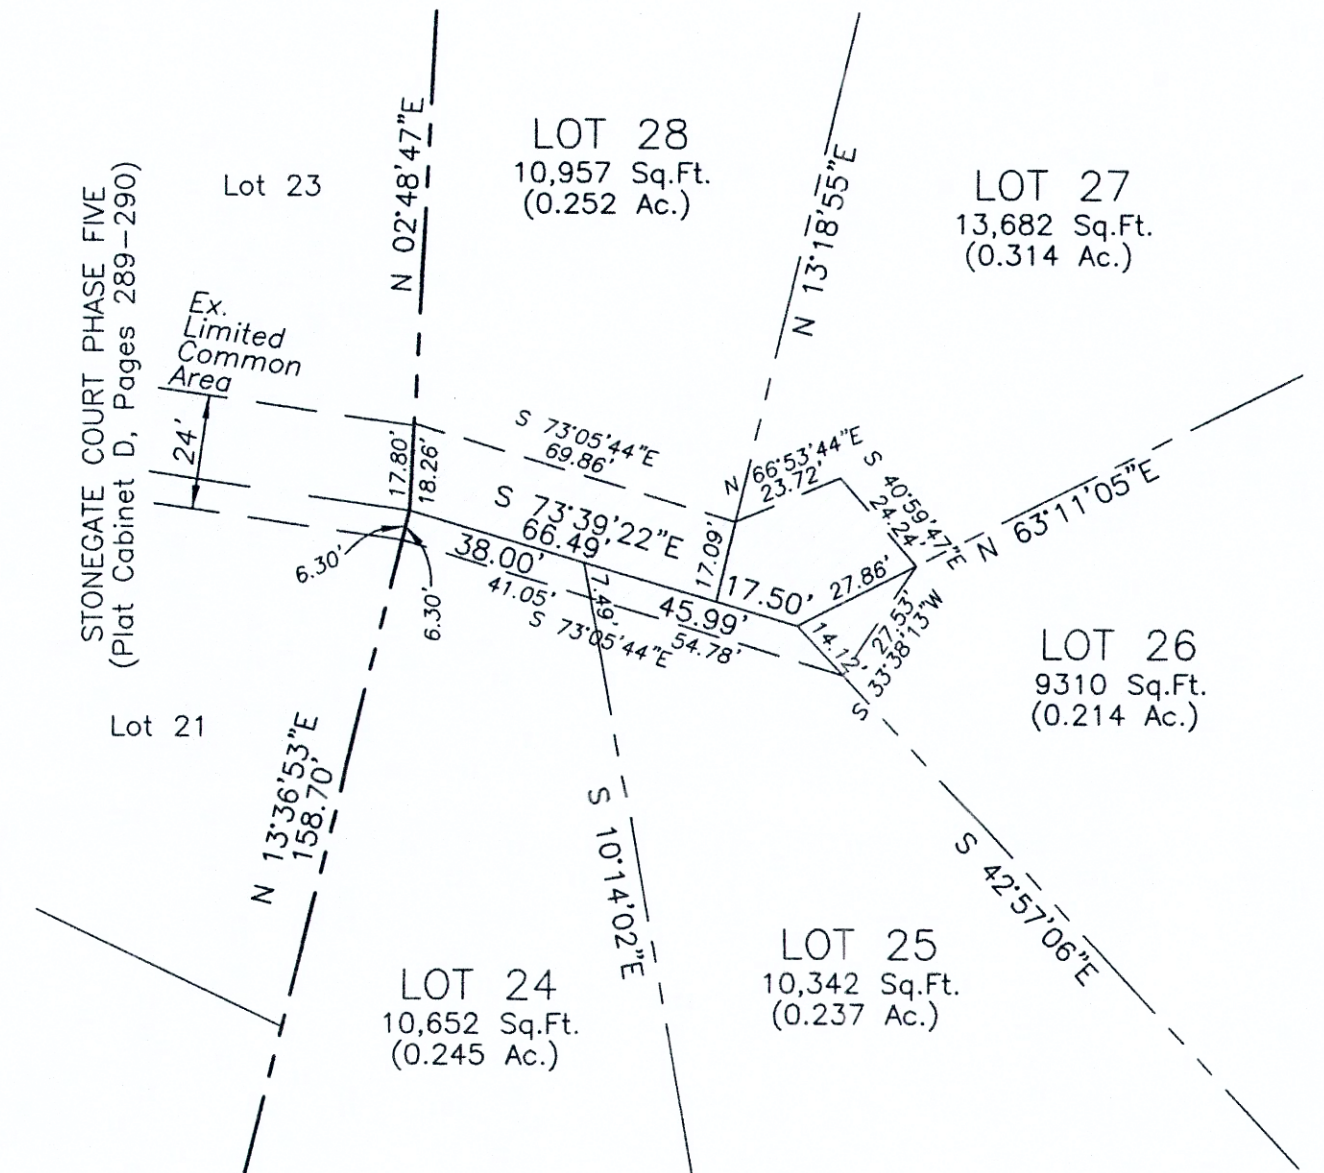 STONEGATE COURT PHASE FIVE
(Plat Cabinet D, Pages 289-290)
Lot 23
N 02°48'47"E
LOT 28
10,957 Sq.Ft.
(0.252 Ac.)
N 13°18'55"E
LOT 27
13,682 Sq.Ft.
(0.314 Ac.)
Ex.
Limited
Common
Area
24'
17.80'
18.26'
S 73°05'44"E
69.86'
N 66°53'44"E
23.72'
S 40°59'47"E
24.24'
N 63°11'05"E
S 73°39'22"E
66.49'
17.09'
17.50'
27.86'
6.30'
6.30'
38.00'
41.05'
7.49'
45.99'
54.78'
S 73°05'44"E
14.12'
27.53'
S 33°38'13"W
LOT 26
9310 Sq.Ft.
(0.214 Ac.)
Lot 21
N 13°36'53"E
158.70'
S 10°14'02"E
S 42°57'06"E
LOT 24
10,652 Sq.Ft.
(0.245 Ac.)
LOT 25
10,342 Sq.Ft.
(0.237 Ac.)